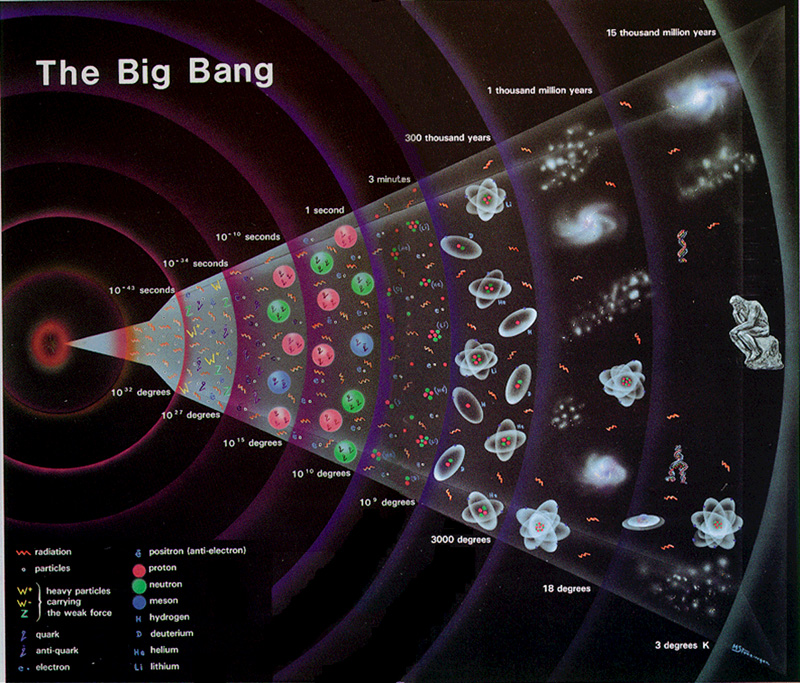 The Big Bang
15 thousand million years
1 thousand million years
300 thousand years
3 minutes
1 second
10⁻¹⁰ seconds
10⁻³⁴ seconds
10⁻⁴³ seconds
10³² degrees
10²⁷ degrees
10¹⁵ degrees
10¹⁰ degrees
10⁹ degrees
3000 degrees
18 degrees
3 degrees K
radiation
particles
W+
W-
Z
heavy particles
carrying
the weak force
quark
anti-quark
e- electron
positron (anti-electron)
proton
neutron
meson
H hydrogen
D deuterium
He helium
Li lithium